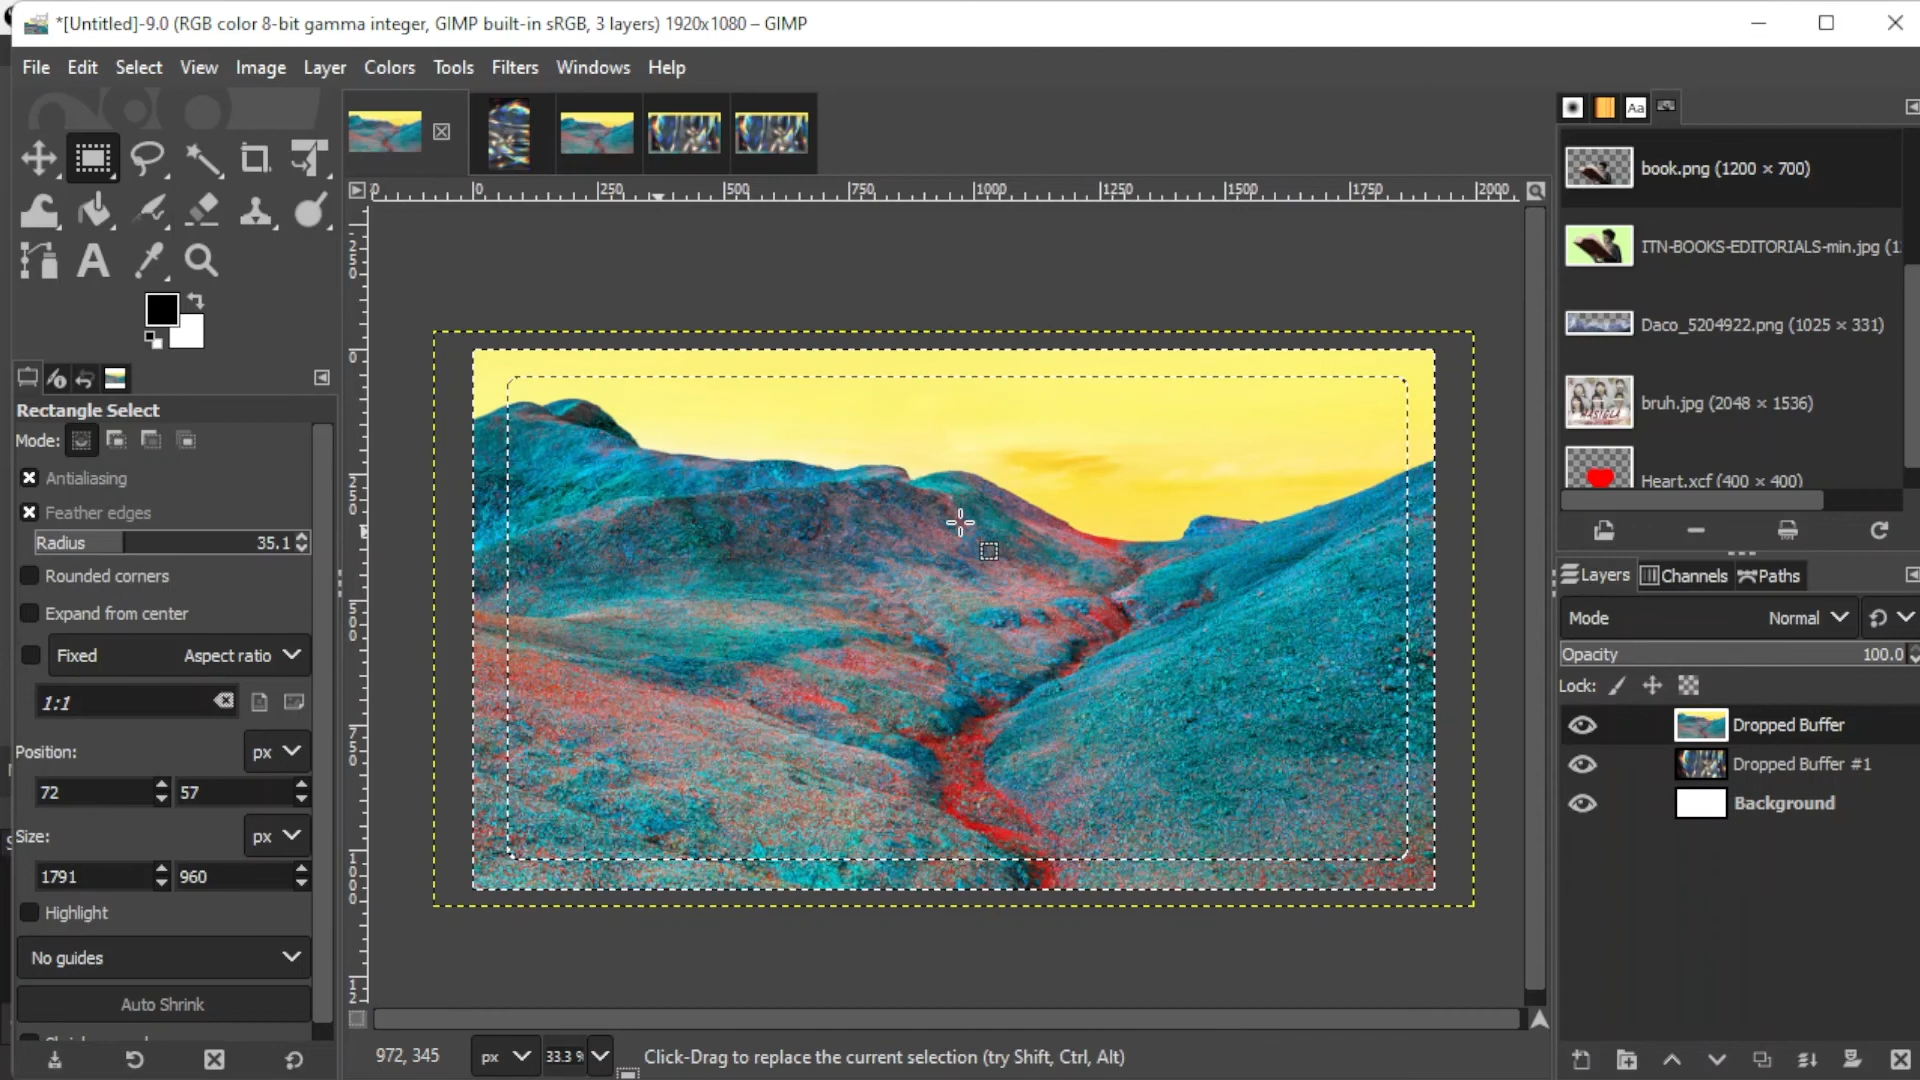 *[Untitled]-9.0 (RGB color 8-bit gamma integer, GIMP built-in sRGB, 3 layers) 1920x1080 – GIMP
File Edit Select View Image Layer Colors Tools Filters Windows Help
Aa
0 250 500 750 1000 1250 1500 1750 2000
book.png (1200 × 700)
ITN-BOOKS-EDITORIALS-min.jpg (1
Daco_5204922.png (1025 × 331)
bruh.jpg (2048 × 1536)
Heart.xcf (400 × 400)
Rectangle Select
Mode:
Antialiasing
Feather edges
Radius 35.1
Rounded corners
Expand from center
Fixed Aspect ratio
1:1
Position: px
72 57
Size: px
1791 960
Highlight
No guides
Auto Shrink
Layers Channels Paths
Mode Normal
Opacity 100.0
Lock:
Dropped Buffer
Dropped Buffer #1
Background
972, 345 px 33.3 % Click-Drag to replace the current selection (try Shift, Ctrl, Alt)